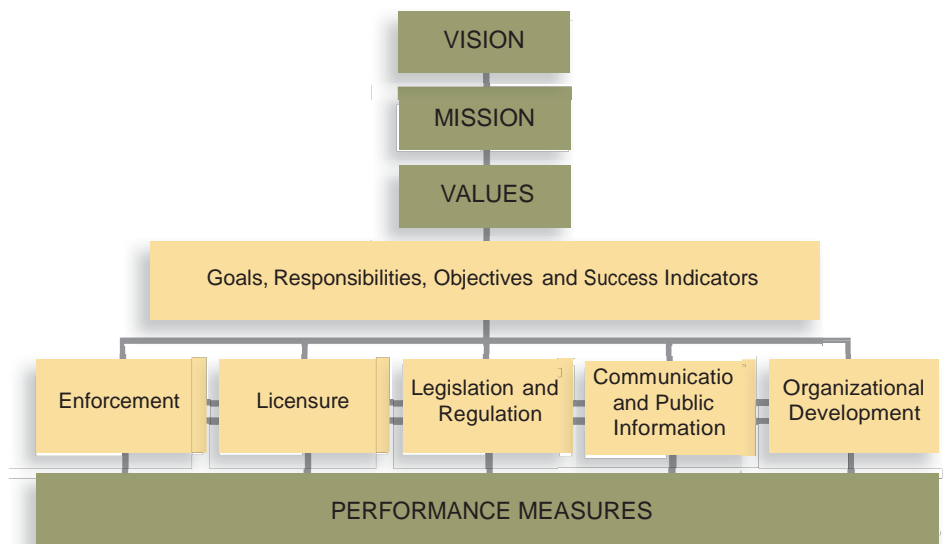 VISION
MISSION
VALUES
Goals, Responsibilities, Objectives and Success Indicators
Enforcement
Licensure
Legislation and
Regulation
Communicatio
and Public
Information
Organizational
Development
PERFORMANCE MEASURES